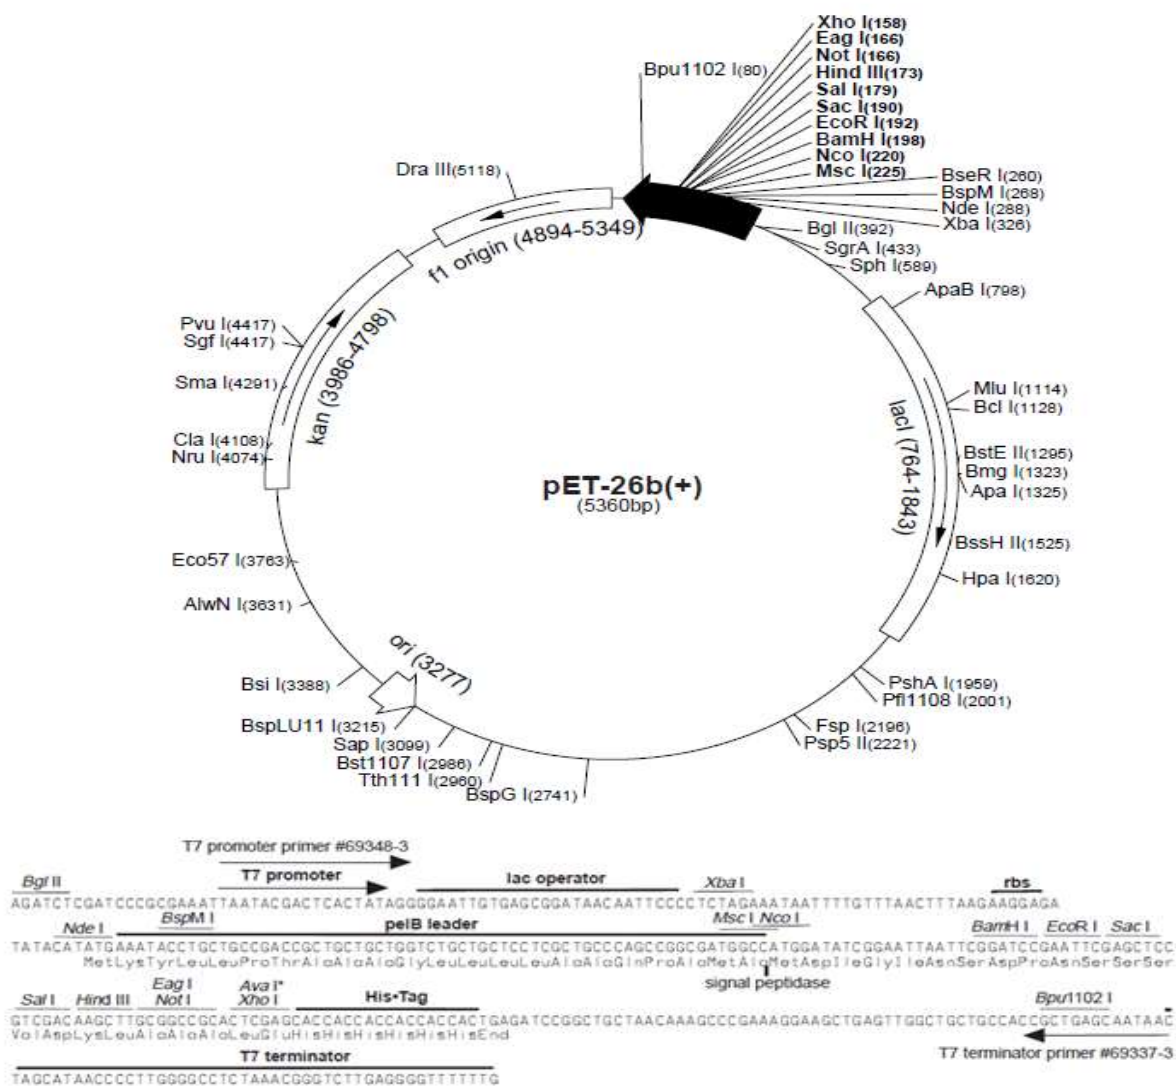 Xho I(158)
Eag I(166)
Not I(166)
Hind III(173)
Sal I(179)
Sac I(190)
EcoR I(192)
BamH I(198)
Nco I(220)
Msc I(225)
Bpu1102 I(80)
BseR I(260)
BspM I(268)
Nde I(288)
Xba I(326)
Bgl II(392)
SgrA I(433)
Sph I(589)
ApaB I(798)
Dra III(5118)
f1 origin (4894-5349)
Pvu I(4417)
Sgf I(4417)
Sma I(4291)
kan (3986-4798)
Cla I(4108)
Nru I(4074)
lacI (764-1843)
Mlu I(1114)
Bcl I(1128)
BstE II(1295)
Bmg I(1323)
Apa I(1325)
BssH II(1525)
Hpa I(1620)
pET-26b(+)
(5360bp)
Eco57 I(3763)
AlwN I(3631)
ori (3277)
Bsi I(3388)
BspLU11 I(3215)
Sap I(3099)
Bst1107 I(2986)
Tth111 I(2960)
BspG I(2741)
PshA I(1959)
Pfl1108 I(2001)
Fsp I(2196)
Psp5 II(2221)
T7 promoter primer #69348-3
Bgl II T7 promoter lac operator Xba I rbs
AGATCTCGATCCCGCGAAATTAATACGACTCACTATAGGGGAATTGTGAGCGGATAACAATTCCCCTCTAGAAATAATTTTGTTTAACTTTAAGAAGGAGA
Nde I BspM I pelB leader Msc I Nco I BamH I EcoR I Sac I
TATACATATGAAATACCTGCTGCCGACCGCTGCTGCTGGTCTGCTGCTCCTCGCTGCCCAGCCGGCGATGGCCATGGATATCGGAATTAATTCGGATCCGAATTCGAGCTCC
MetLysTyrLeuLeuProThrAlaAlaAlaGlyLeuLeuLeuLeuAlaAlaGlnProAlaMetAlaMetAspIleGlyIleAsnSerAspProAsnSerSerSer
signal peptidase
Sal I Hind III Eag I Not I Ava I* Xho I His•Tag Bpu1102 I
GTCGACAAGCTTGCGGCCGCACTCGAGCACCACCACCACCACCACTGAGATCCGGCTGCTAACAAAGCCCGAAAGGAAGCTGAGTTGGCTGCTGCCACCGCTGAGCAATAAC
ValAspLysLeuAlaAlaAlaLeuGluHisHisHisHisHisHisEnd
T7 terminator
T7 terminator primer #69337-3
TAGCATAACCCCTTGGGGCCTCTAAACGGGTCTTGAGGGGTTTTTTG